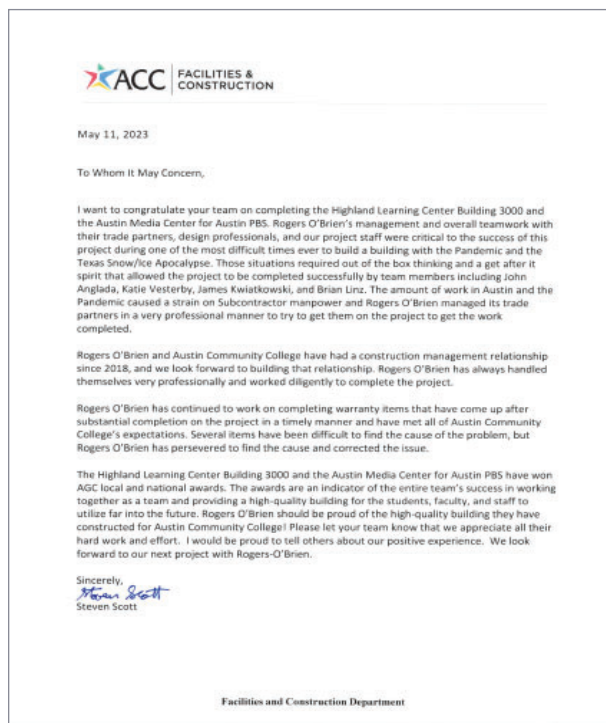 ACC FACILITIES &
CONSTRUCTION
May 11, 2023
To Whom It May Concern,
I want to congratulate your team on completing the Highland Learning Center Building 3000 and
the Austin Media Center for Austin PBS. Rogers O'Brien's management and overall teamwork with
their trade partners, design professionals, and our project staff were critical to the success of this
project during one of the most difficult times ever to build a building with the Pandemic and the
Texas Snow/Ice Apocalypse. Those situations required out of the box thinking and a get after it
spirit that allowed the project to be completed successfully by team members including John
Anglada, Katie Vesterby, James Kwiatkowski, and Brian Linz. The amount of work in Austin and the
Pandemic caused a strain on Subcontractor manpower and Rogers O'Brien managed its trade
partners in a very professional manner to try to get them on the project to get the work
completed.
Rogers O'Brien and Austin Community College have had a construction management relationship
since 2018, and we look forward to building that relationship. Rogers O'Brien has always handled
themselves very professionally and worked diligently to complete the project.
Rogers O'Brien has continued to work on completing warranty items that have come up after
substantial completion on the project in a timely manner and have met all of Austin Community
College's expectations. Several items have been difficult to find the cause of the problem, but
Rogers O'Brien has persevered to find the cause and corrected the issue.
The Highland Learning Center Building 3000 and the Austin Media Center for Austin PBS have won
AGC local and national awards. The awards are an indicator of the entire team's success in working
together as a team and providing a high-quality building for the students, faculty, and staff to
utilize far into the future. Rogers O'Brien should be proud of the high-quality building they have
constructed for Austin Community College! Please let your team know that we appreciate all their
hard work and effort. I would be proud to tell others about our positive experience. We look
forward to our next project with Rogers-O'Brien.
Sincerely,
Steven Scott
Steven Scott
Facilities and Construction Department